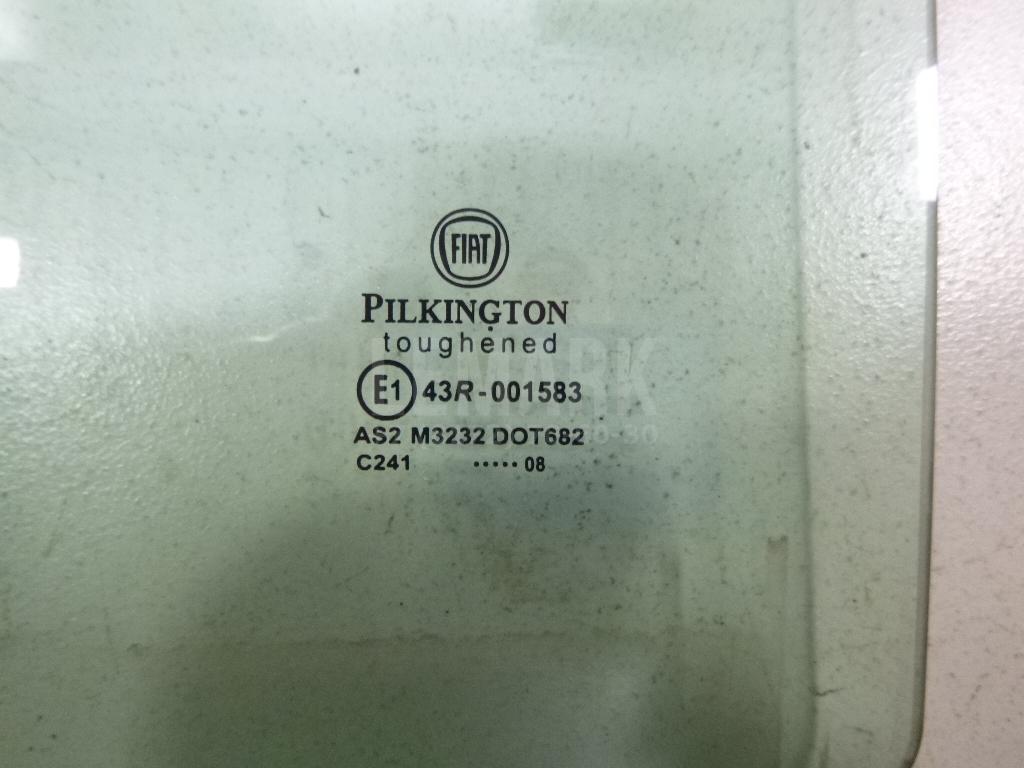 FIAT
PILKINGTON
toughened
E1 43R-001583
AS2 M3232 DOT682
C241 ..... 08